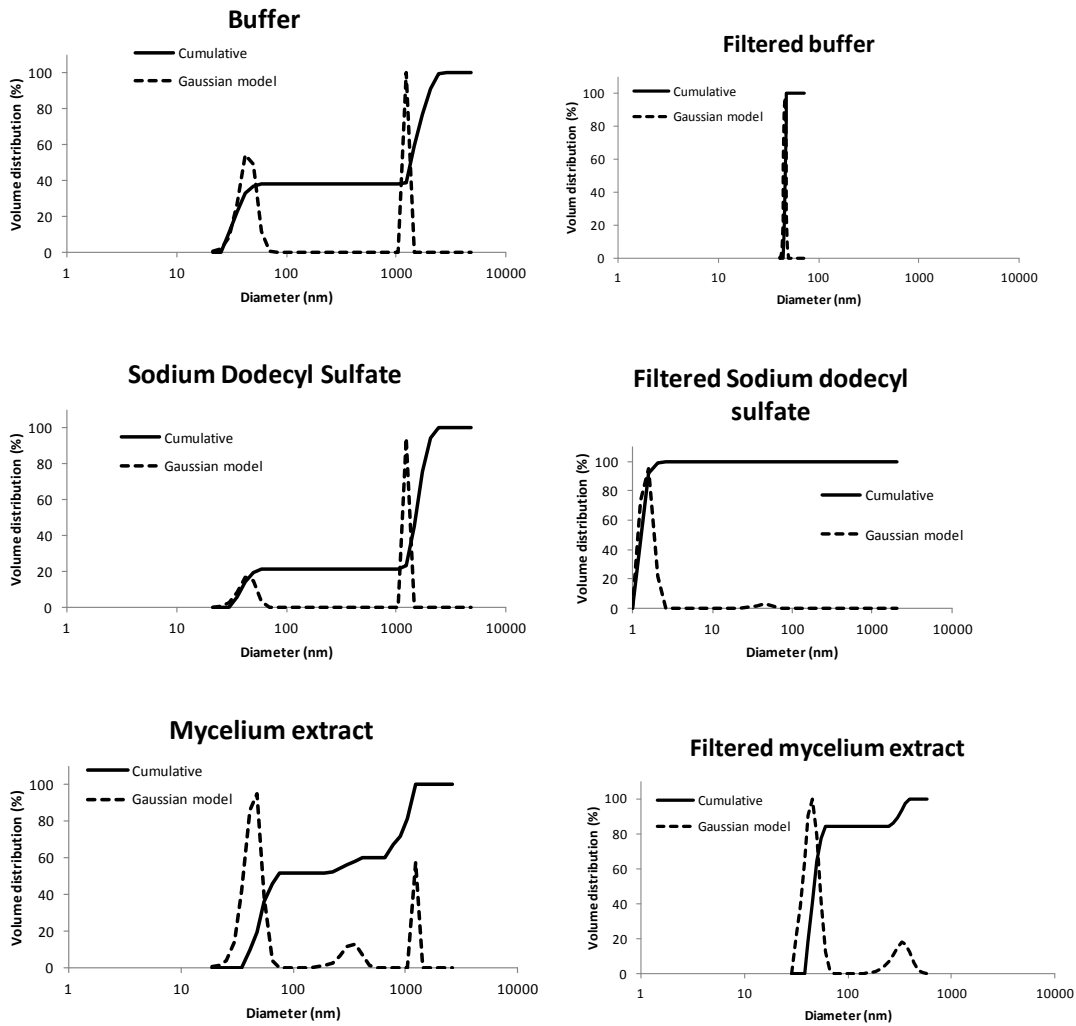 Buffer
Cumulative
Gaussian model
Volume distribution (%)
100
80
60
40
20
0
1
10
100
1000
10000
Diameter (nm)
Filtered buffer
Cumulative
Gaussian model
Volum distribution (%)
100
80
60
40
20
0
1
10
100
1000
10000
Diameter (nm)
Sodium Dodecyl Sulfate
Cumulative
Gaussian model
Volume distribution (%)
100
80
60
40
20
0
1
10
100
1000
10000
Diameter (nm)
Filtered Sodium dodecyl
sulfate
Cumulative
Gaussian model
Volume distribution (%)
100
80
60
40
20
0
1
10
100
1000
10000
Diameter (nm)
Mycelium extract
Cumulative
Gaussian model
Volume distribution (%)
100
80
60
40
20
0
1
10
100
1000
10000
Diameter (nm)
Filtered mycelium extract
Cumulative
Gaussian model
Volume distribution (%)
100
80
60
40
20
0
1
10
100
1000
10000
Diameter (nm)